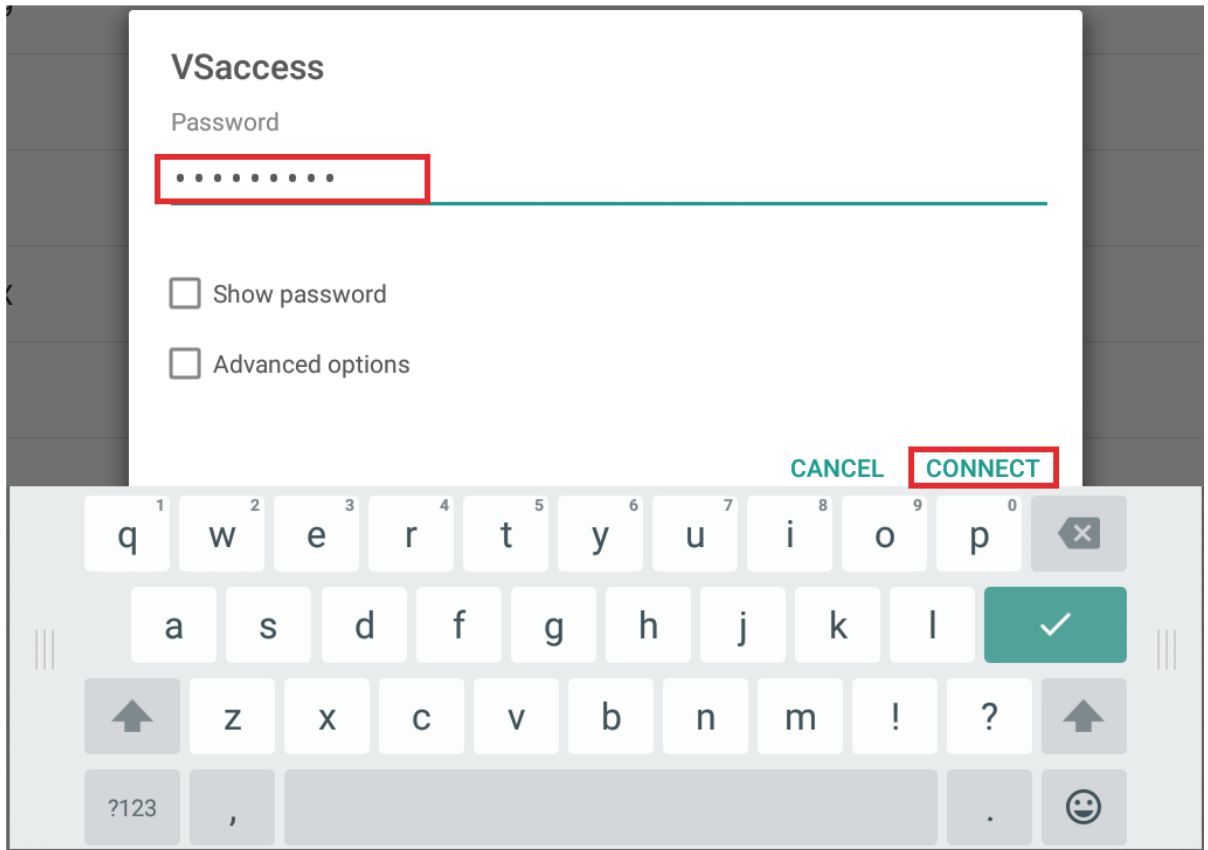 VSaccess
Password
•••••••••
Show password
Advanced options
CANCEL CONNECT
1 2 3 4 5 6 7 8 9 0
q w e r t y u i o p
a s d f g h j k l
z x c v b n m ! ?
?123 , .